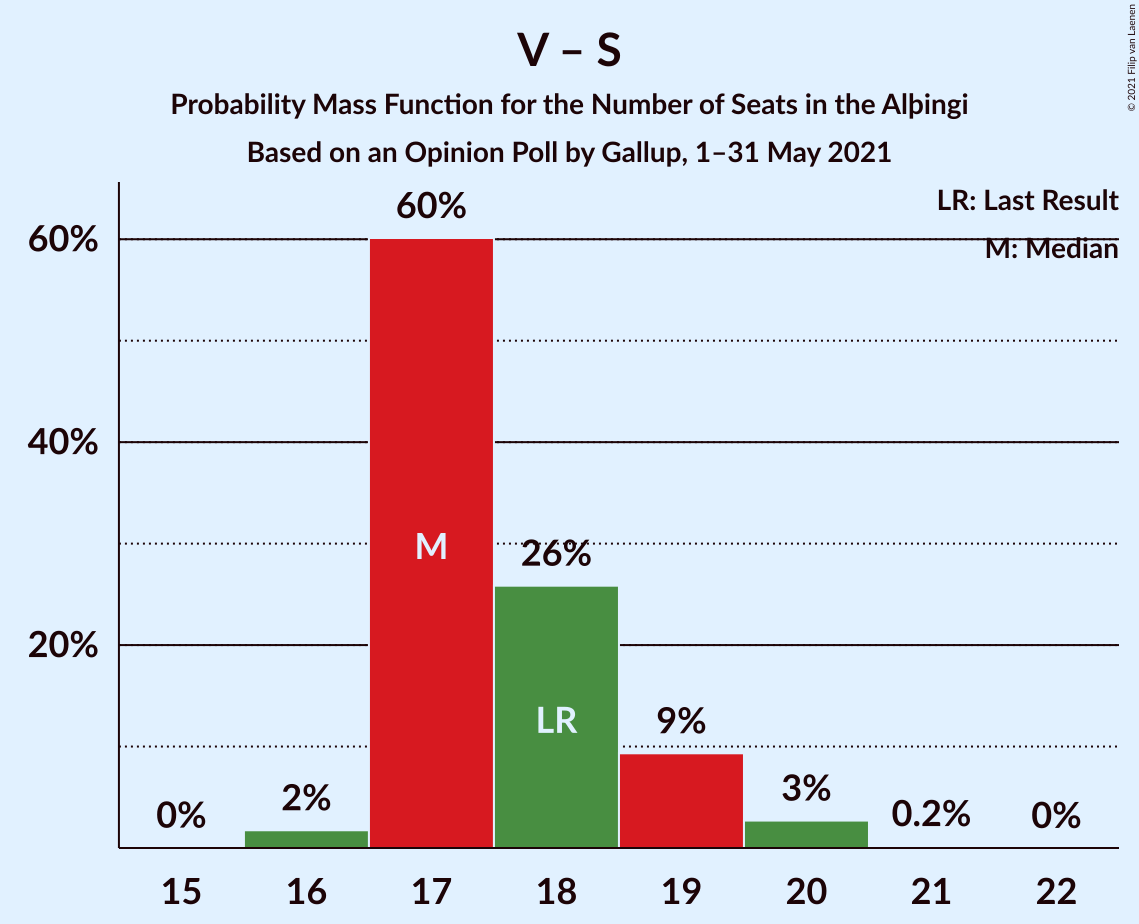 V – S
Probability Mass Function for the Number of Seats in the Alþingi
Based on an Opinion Poll by Gallup, 1–31 May 2021
© 2021 Filip van Laenen
LR: Last Result
M: Median
60%
40%
20%
0%
2%
60%
26%
9%
3%
0.2%
0%
M
LR
15 16 17 18 19 20 21 22